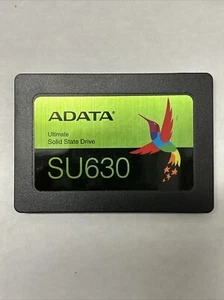 ADATA
Ultimate
Solid State Drive
SU630